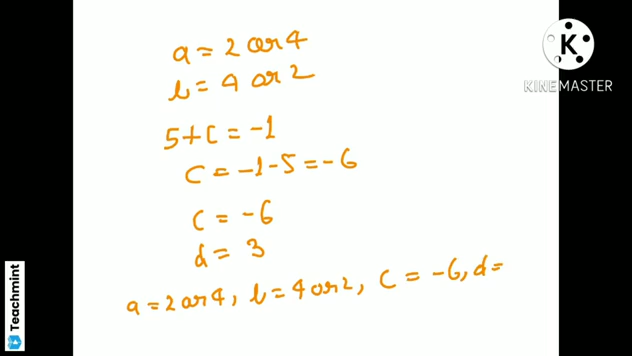 a = 2 or 4
b = 4 or 2
K
KINEMASTER
5+c = -1
c = -1-5 = -6
c = -6
d = 3
a = 2 or 4, b = 4 or 2, c = -6, d =
Teachmint